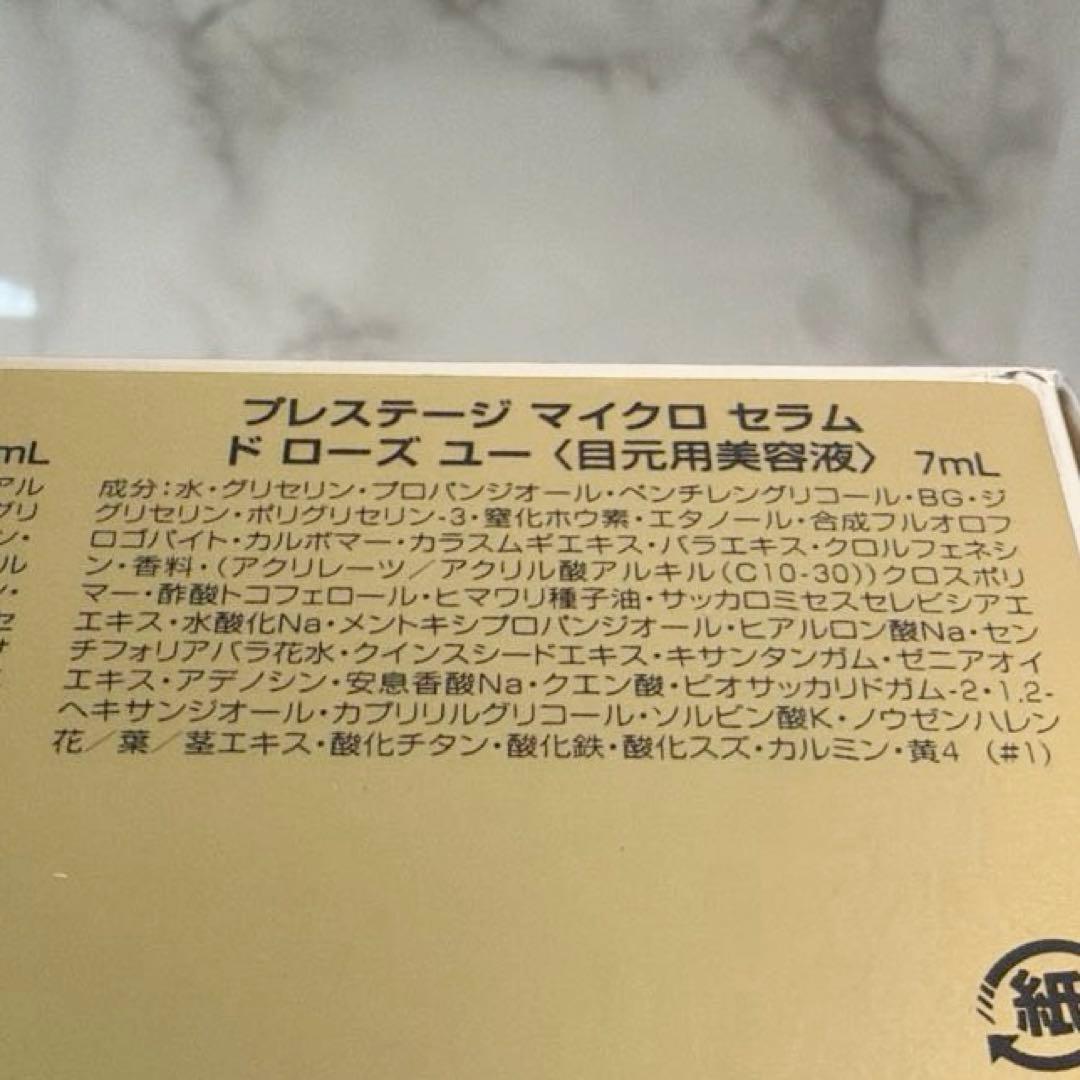 プレステージ マイクロ セラム
ド ローズ ユー〈目元用美容液〉 7mL
成分:水・グリセリン・プロパンジオール・ペンチレングリコール・BG・ジ
グリセリン・ポリグリセリン-3・窒化ホウ素・エタノール・合成フルオロフ
ロゴパイト・カルボマー・カラスムギエキス・バラエキス・クロルフェネシ
ン・香料・(アクリレーツ/アクリル酸アルキル(C10-30))クロスポリ
マー・酢酸トコフェロール・ヒマワリ種子油・サッカロミセスセレビシアエ
エキス・水酸化Na・メントキシプロパンジオール・ヒアルロン酸Na・セン
チフォリアバラ花水・クインスシードエキス・キサンタンガム・ゼニアオイ
エキス・アデノシン・安息香酸Na・クエン酸・ビオサッカリドガム-2・1,2-
ヘキサンジオール・カプリリルグリコール・ソルビン酸K・ノウゼンハレン
花/葉/茎エキス・酸化チタン・酸化鉄・酸化スズ・カルミン・黄4 (#1)
mL
アル
グリ
ン・
ル
セ
紙